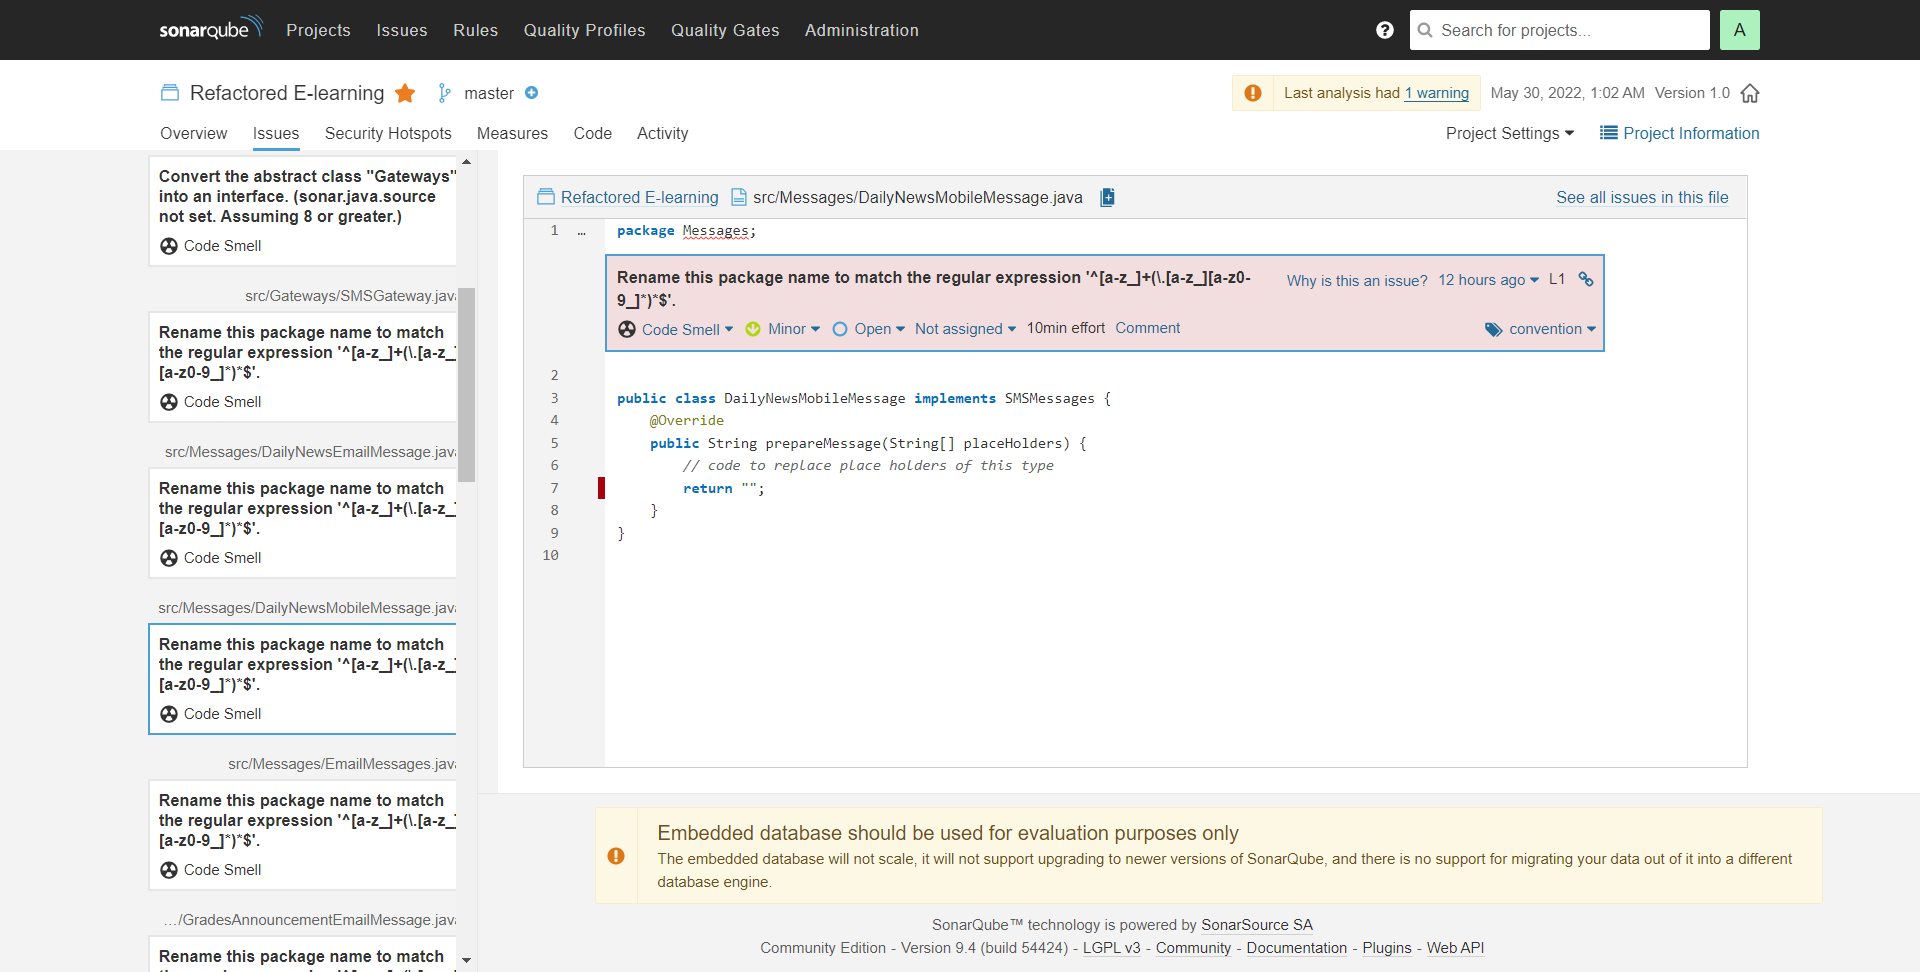 sonarqube Projects Issues Rules Quality Profiles Quality Gates Administration ? Search for projects... A
Refactored E-learning master Last analysis had 1 warning May 30, 2022, 1:02 AM Version 1.0
Overview Issues Security Hotspots Measures Code Activity Project Settings Project Information
Convert the abstract class "Gateways"
into an interface. (sonar.java.source
not set. Assuming 8 or greater.)
Code Smell
src/Gateways/SMSGateway.java
Rename this package name to match
the regular expression '^[a-z_]+(\.[a-z_]
[a-z0-9_]*)*$'.
Code Smell
src/Messages/DailyNewsEmailMessage.java
Rename this package name to match
the regular expression '^[a-z_]+(\.[a-z_]
[a-z0-9_]*)*$'.
Code Smell
src/Messages/DailyNewsMobileMessage.java
Rename this package name to match
the regular expression '^[a-z_]+(\.[a-z_]
[a-z0-9_]*)*$'.
Code Smell
src/Messages/EmailMessages.java
Rename this package name to match
the regular expression '^[a-z_]+(\.[a-z_]
[a-z0-9_]*)*$'.
Code Smell
.../GradesAnnouncementEmailMessage.java
Rename this package name to match
Refactored E-learning src/Messages/DailyNewsMobileMessage.java See all issues in this file
1 ... package Messages;
Rename this package name to match the regular expression '^[a-z_]+(\.[a-z_][a-z0-
9_]*)*$'.
Why is this an issue? 12 hours ago L1
Code Smell Minor Open Not assigned 10min effort Comment convention
2
3 public class DailyNewsMobileMessage implements SMSMessages {
4 @Override
5 public String prepareMessage(String[] placeHolders) {
6 // code to replace place holders of this type
7 return "";
8 }
9 }
10
Embedded database should be used for evaluation purposes only
The embedded database will not scale, it will not support upgrading to newer versions of SonarQube, and there is no support for migrating your data out of it into a different
database engine.
SonarQube™ technology is powered by SonarSource SA
Community Edition - Version 9.4 (build 54424) - LGPL v3 - Community - Documentation - Plugins - Web API